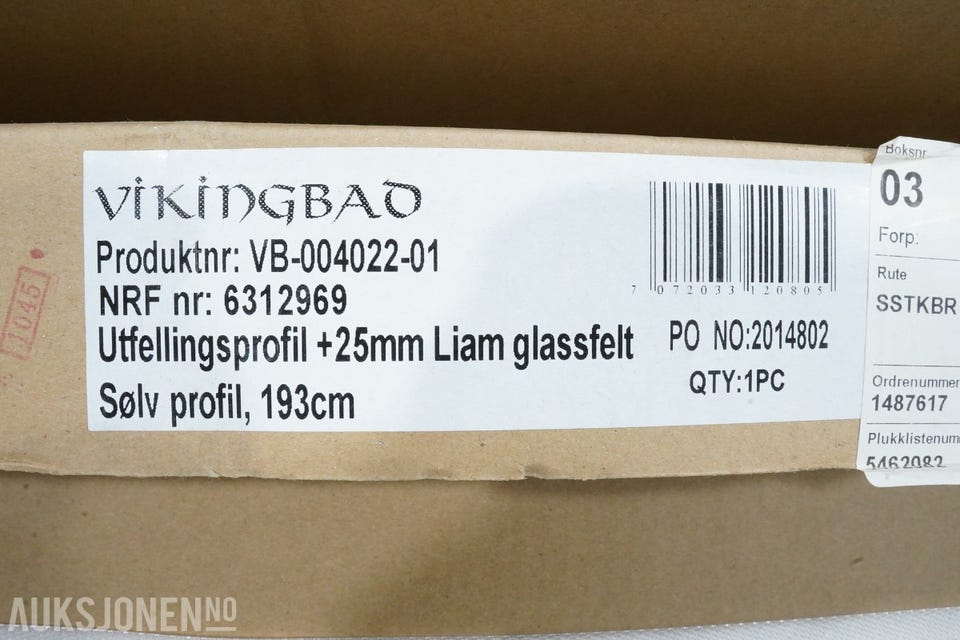 VIKINGBAD
Produktnr: VB-004022-01
NRF nr: 6312969
Utfellingsprofil +25mm Liam glassfelt
Sølv profil, 193cm
7 072033 120805
PO NO:2014802
QTY:1PC
Boksnr
03
Forp:
Rute
SSTKBR
Ordrenummer
1487617
Plukklistenum
5462082
1045
AUKSJONEN.NO